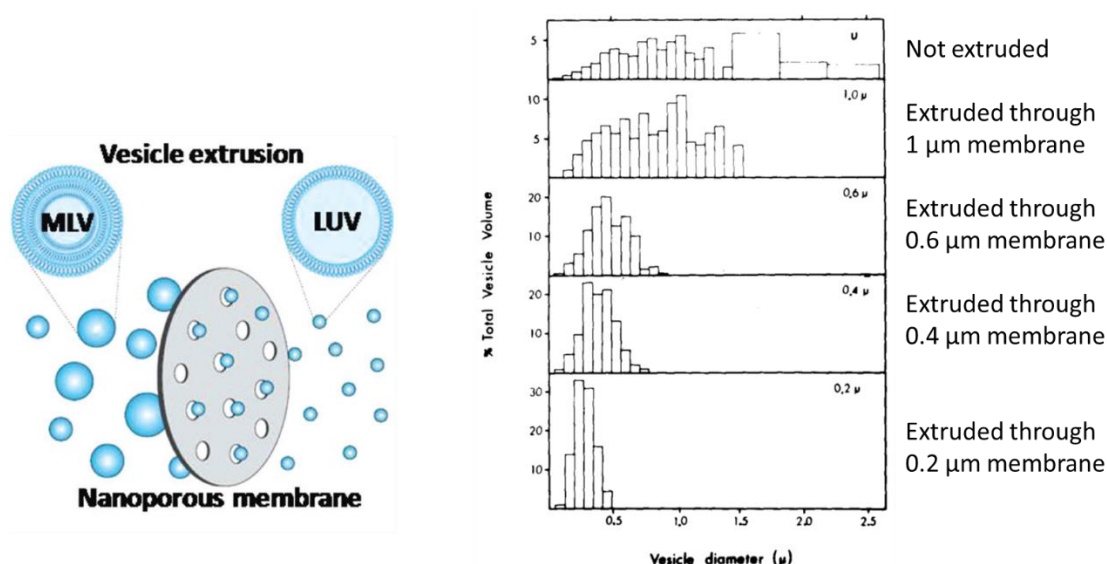 Vesicle extrusion
MLV
LUV
Nanoporous membrane
% Total Vesicle Volume
5
μ
Not extruded
10
5
1.0 μ
Extruded through
1 μm membrane
20
10
0.6 μ
Extruded through
0.6 μm membrane
20
10
0.4 μ
Extruded through
0.4 μm membrane
30
20
10
0.2 μ
Extruded through
0.2 μm membrane
0.5
1.0
1.5
2.0
2.5
Vesicle diameter (μ)